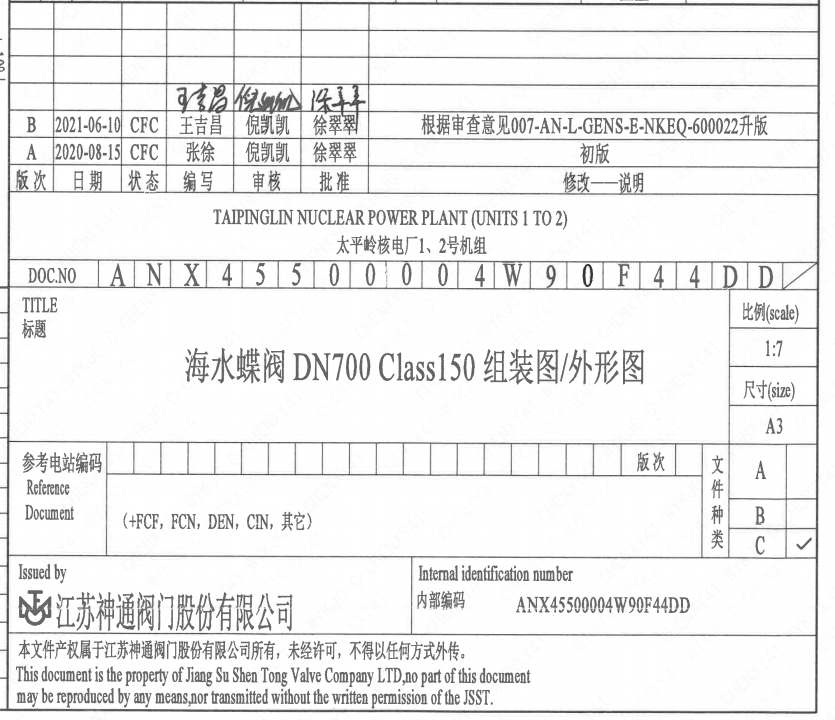 王吉昌 倪凯凯 徐翠翠
B 2021-06-10 CFC 王吉昌 倪凯凯 徐翠翠 根据审查意见007-AN-L-GENS-E-NKEQ-600022升版
A 2020-08-15 CFC 张徐 倪凯凯 徐翠翠 初版
版次 日期 状态 编写 审核 批准 修改——说明
TAIPINGLIN NUCLEAR POWER PLANT (UNITS 1 TO 2)
太平岭核电厂1、2号机组
DOC.NO A N X 4 5 5 0 0 0 0 4 W 9 0 F 4 4 D D
TITLE
标题
海水蝶阀 DN700 Class150 组装图/外形图
比例(scale)
1:7
尺寸(size)
A3
参考电站编码
Reference
Document
版次
(+FCF, FCN, DEN, CIN, 其它)
文件种类
A
B
C ✓
Issued by
江苏神通阀门股份有限公司
Internal identification number
内部编码 ANX45500004W90F44DD
本文件产权属于江苏神通阀门股份有限公司所有，未经许可，不得以任何方式外传。
This document is the property of Jiang Su Shen Tong Valve Company LTD,no part of this document
may be reproduced by any means,nor transmitted without the written permission of the JSST.